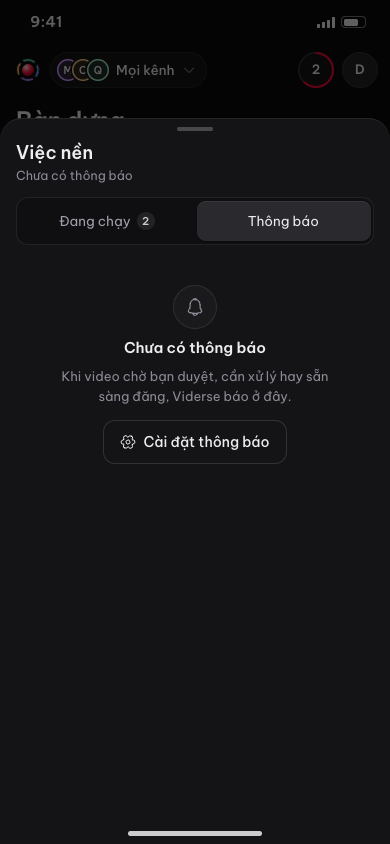 9:41
M C Q Mọi kênh
2
D
Bàn dựng
Việc nền
Chưa có thông báo
Đang chạy 2
Thông báo
Chưa có thông báo
Khi video chờ bạn duyệt, cần xử lý hay sẵn
sàng đăng, Viderse báo ở đây.
Cài đặt thông báo